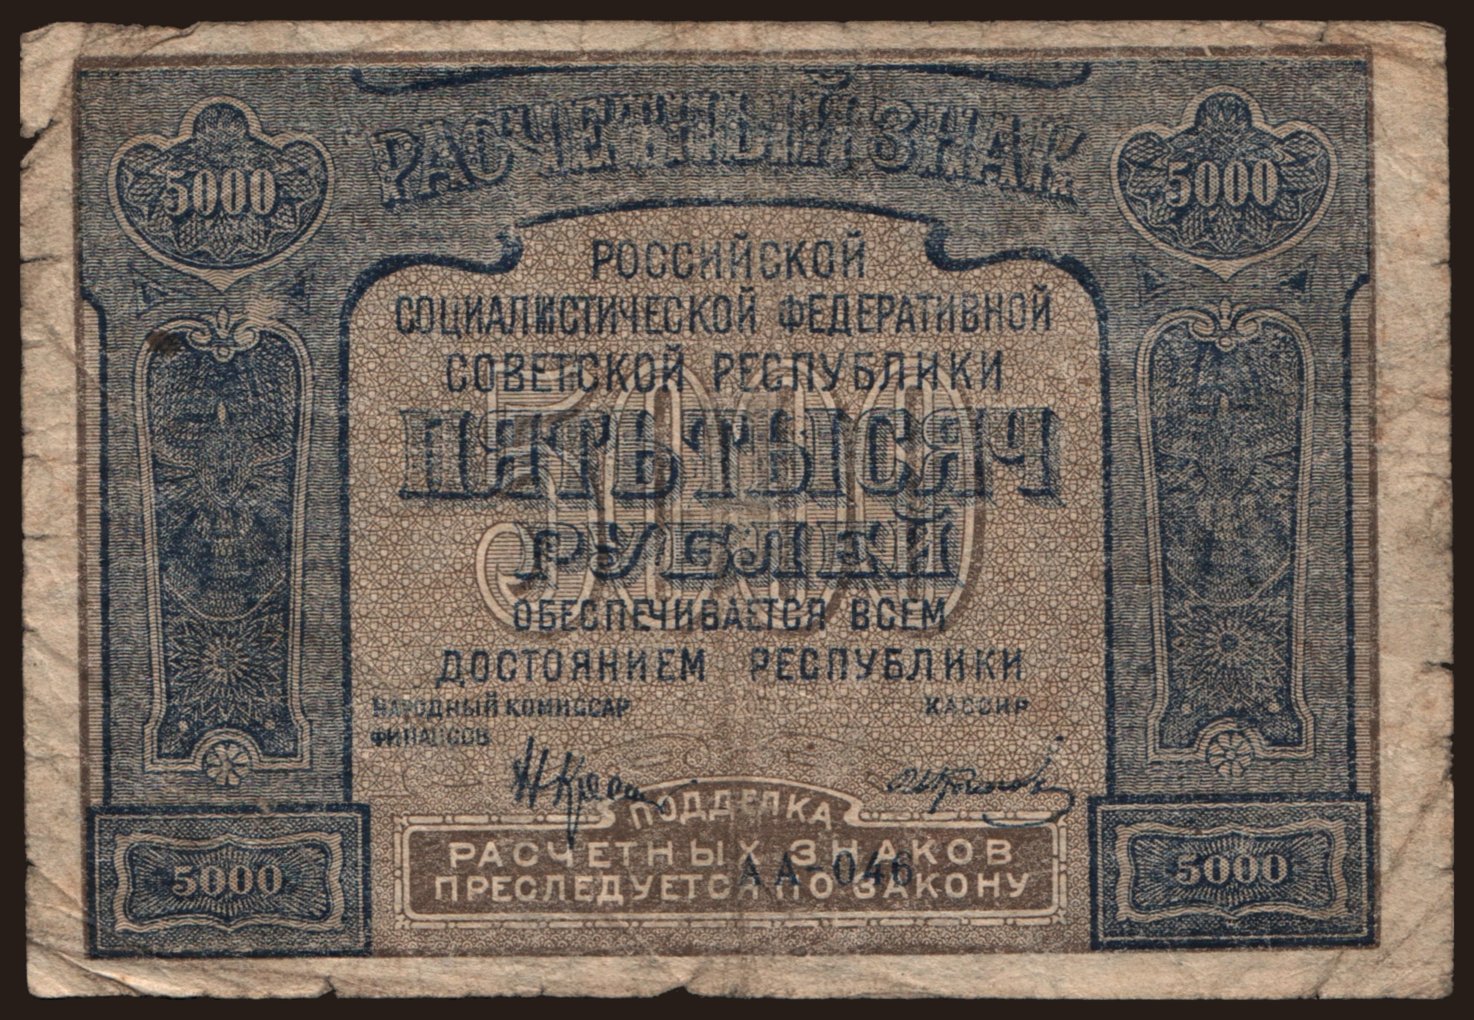 РАСЧЕТНЫЙ ЗНАК
5000
5000
РОССИЙСКОЙ
СОЦИАЛИСТИЧЕСКОЙ ФЕДЕРАТИВНОЙ
СОВЕТСКОЙ РЕСПУБЛИКИ
5000
ПЯТЬ ТЫСЯЧ
РУБЛЕЙ
ОБЕСПЕЧИВАЕТСЯ ВСЕМ
ДОСТОЯНИЕМ РЕСПУБЛИКИ
НАРОДНЫЙ КОМИССАР
ФИНАНСОВ
КАССИР
ПОДДЕЛКА
РАСЧЕТНЫХ ЗНАКОВ
ПРЕСЛЕДУЕТСЯ ПО ЗАКОНУ
АА-046
5000
5000